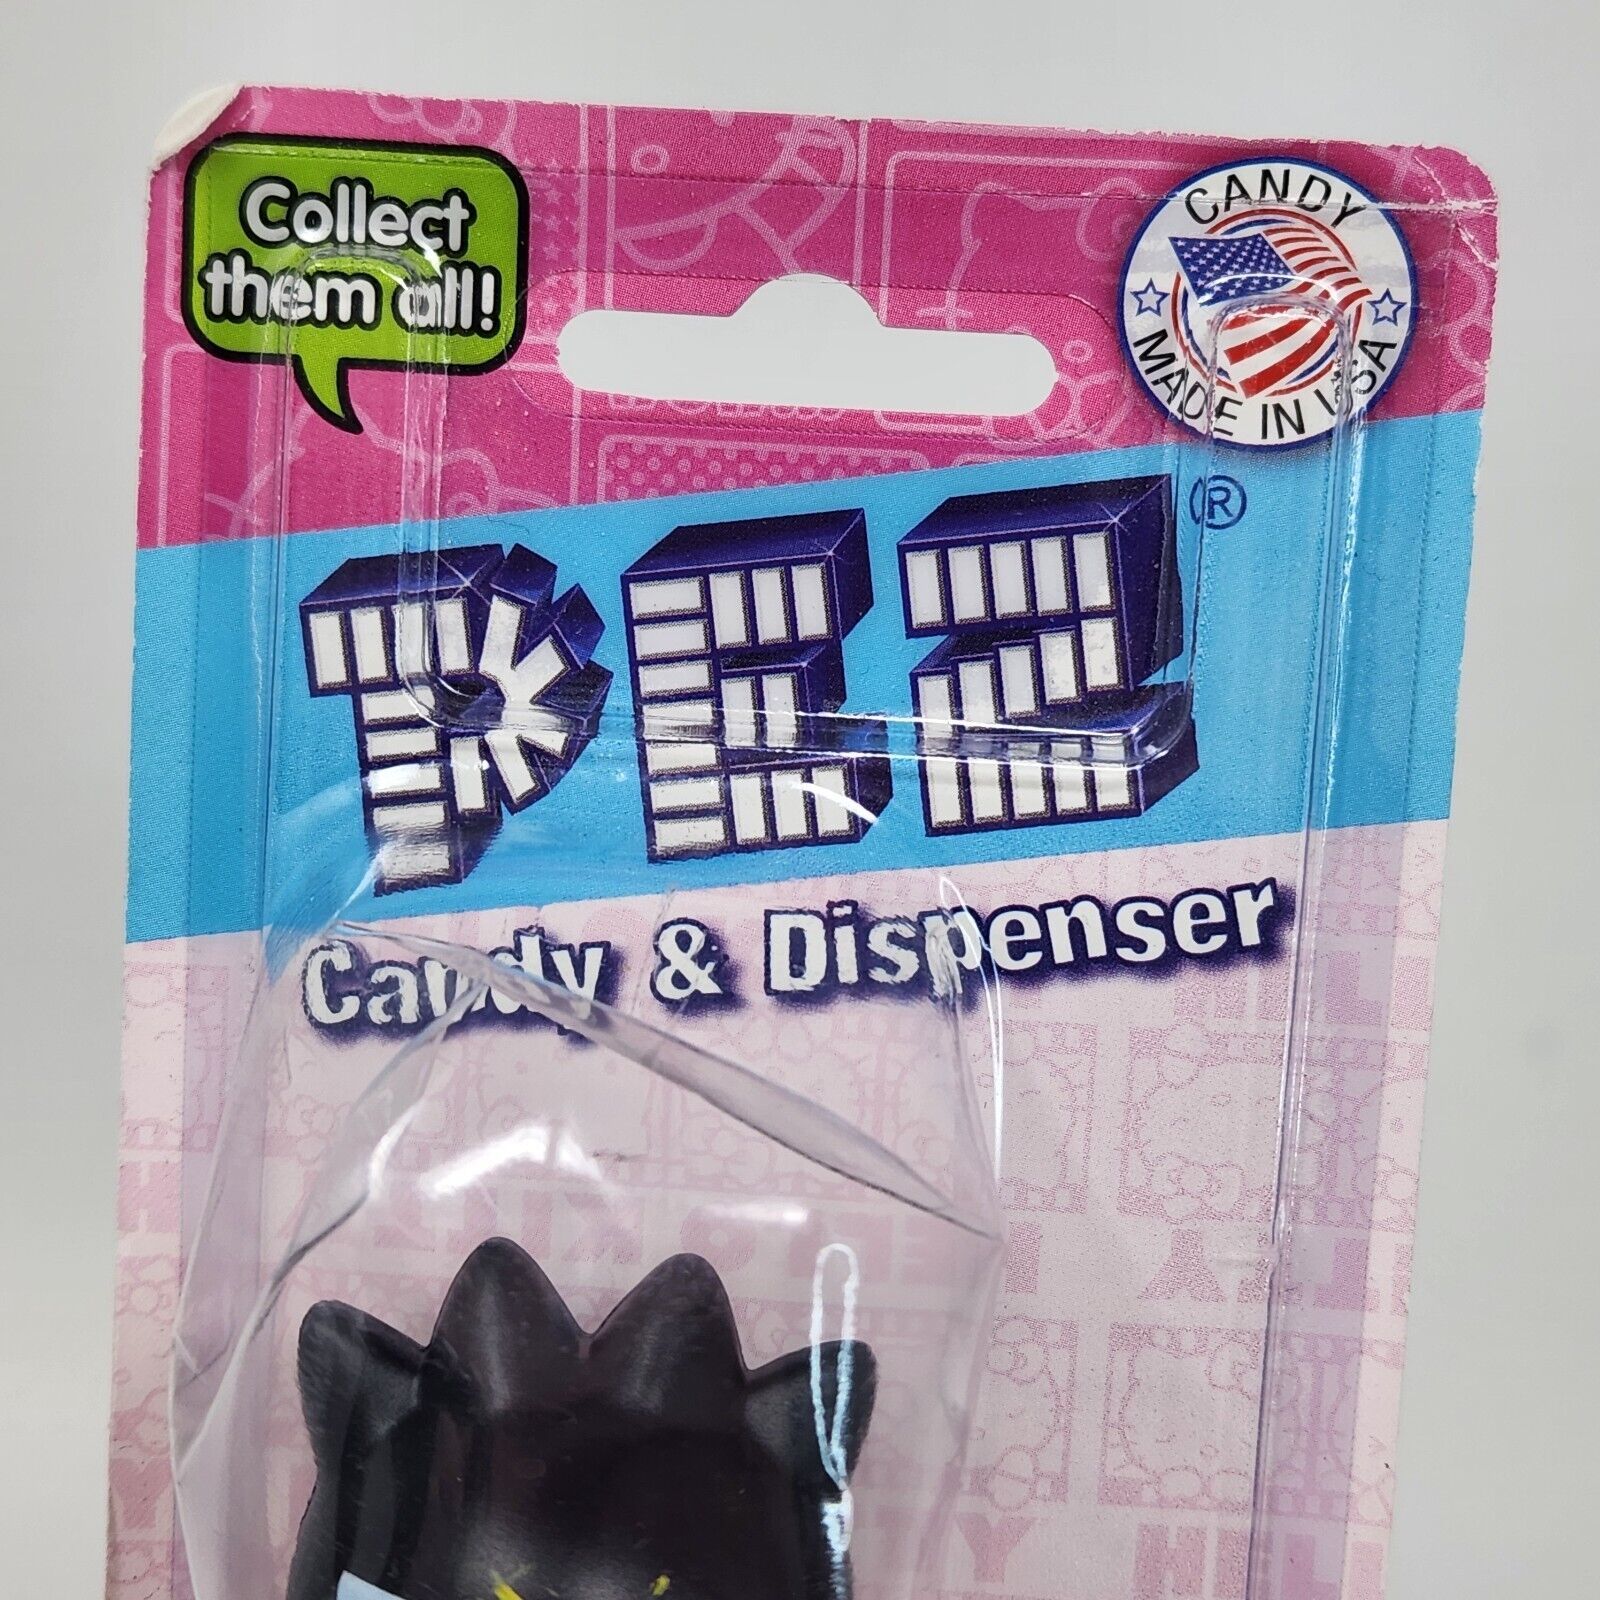 Collect
them all!
CANDY
MADE IN USA
PEZ®
Candy & Dispenser